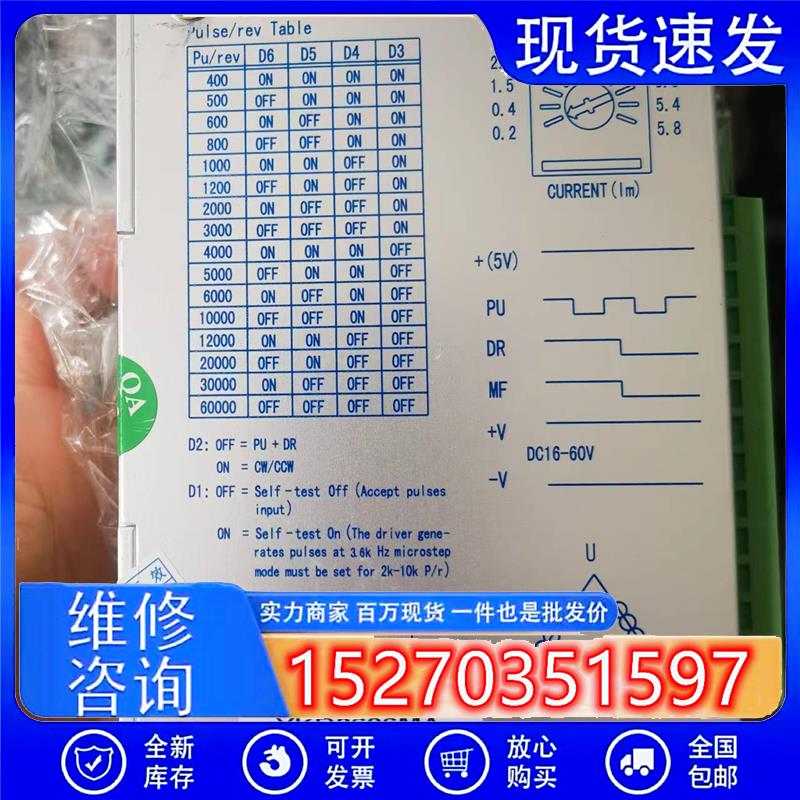 现货速发
Pulse/rev Table
Pu/rev D6 D5 D4 D3
400 ON ON ON ON
500 OFF ON ON ON
600 ON OFF ON ON
800 OFF OFF ON ON
1000 ON ON OFF ON
1200 OFF ON OFF ON
2000 ON OFF OFF ON
3000 OFF OFF OFF ON
4000 ON ON ON OFF
5000 OFF ON ON OFF
6000 ON OFF ON OFF
10000 OFF OFF ON OFF
12000 ON ON OFF OFF
20000 OFF ON OFF OFF
30000 ON OFF OFF OFF
60000 OFF OFF OFF OFF
1.5
0.4 5.4
0.2 5.8
CURRENT(Im)
+(5V)
PU
DR
MF
+V
DC16-60V
-V
U
QA
D2: OFF = PU + DR
ON = CW/CCW
D1: OFF = Self-test Off (Accept pulses
input)
ON = Self-test On (The driver gene-
rates pulses at 3.6k Hz microstep
mode must be set for 2k-10k P/r)
效
维修
咨询
实力商家 百万现货 一件也是批发价
15270351597
全新
库存
可开
发票
放心
购买
全国
包邮